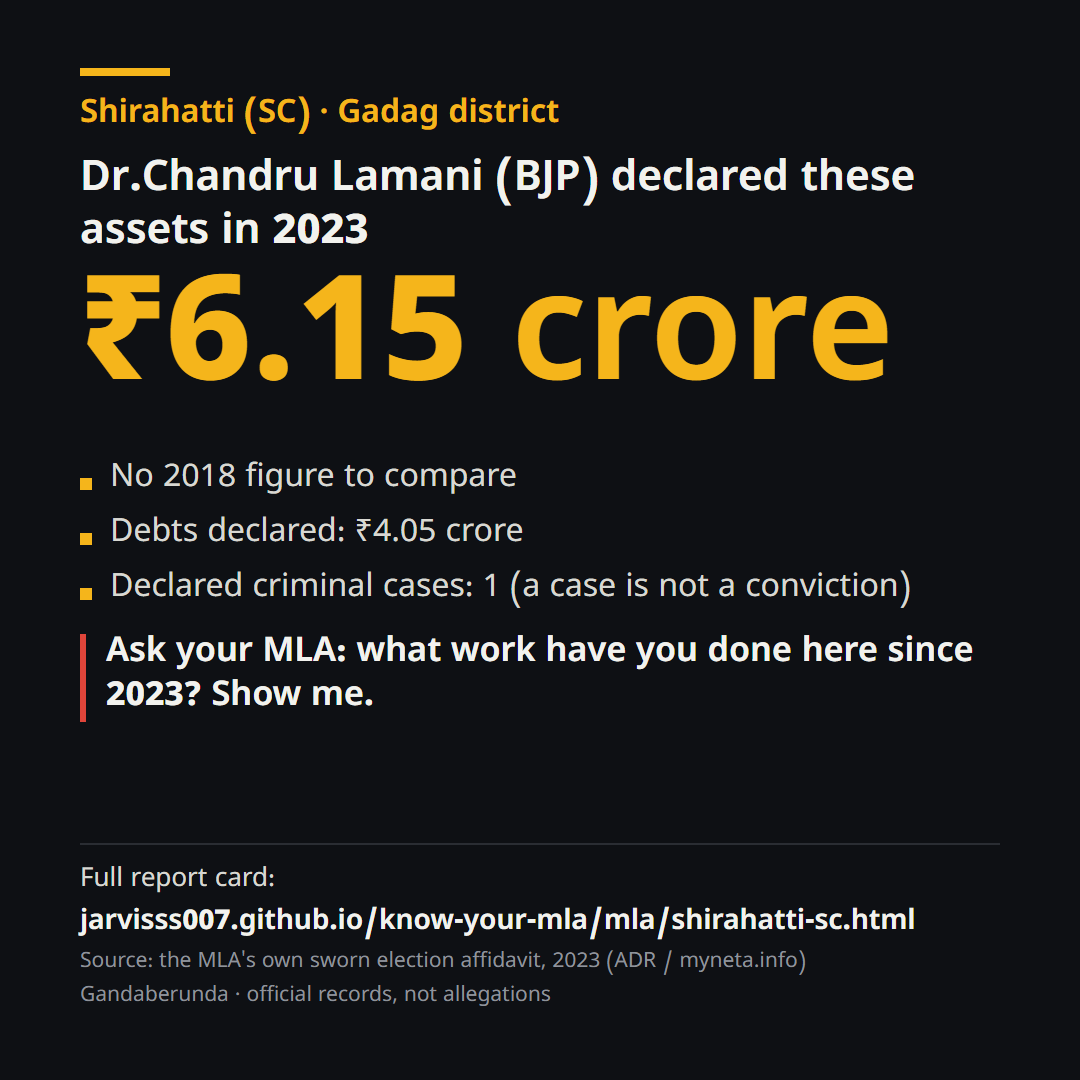 Shirahatti (SC) · Gadag district
Dr.Chandru Lamani (BJP) declared these
assets in 2023
₹6.15 crore
No 2018 figure to compare
Debts declared: ₹4.05 crore
Declared criminal cases: 1 (a case is not a conviction)
Ask your MLA: what work have you done here since
2023? Show me.
Full report card:
jarvisss007.github.io/know-your-mla/mla/shirahatti-sc.html
Source: the MLA's own sworn election affidavit, 2023 (ADR / myneta.info)
Gandaberunda · official records, not allegations